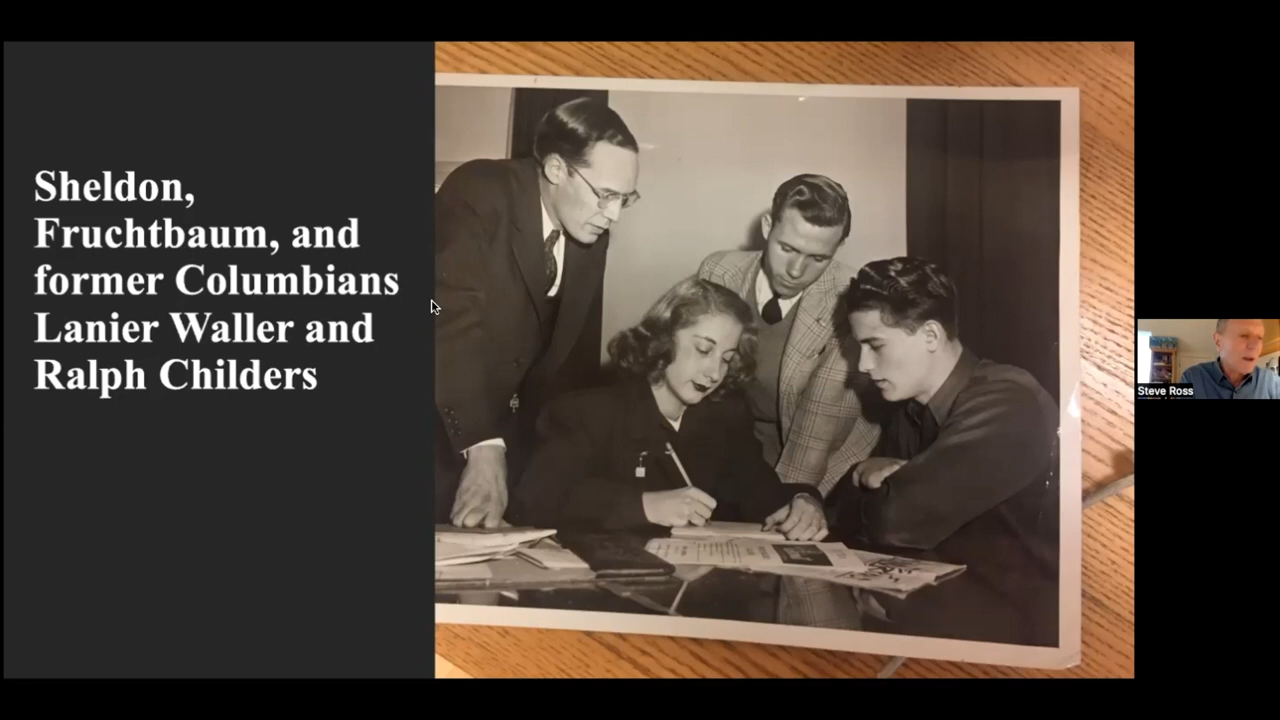 Sheldon,
Fruchtbaum, and
former Columbians
Lanier Waller and
Ralph Childers
Steve Ross